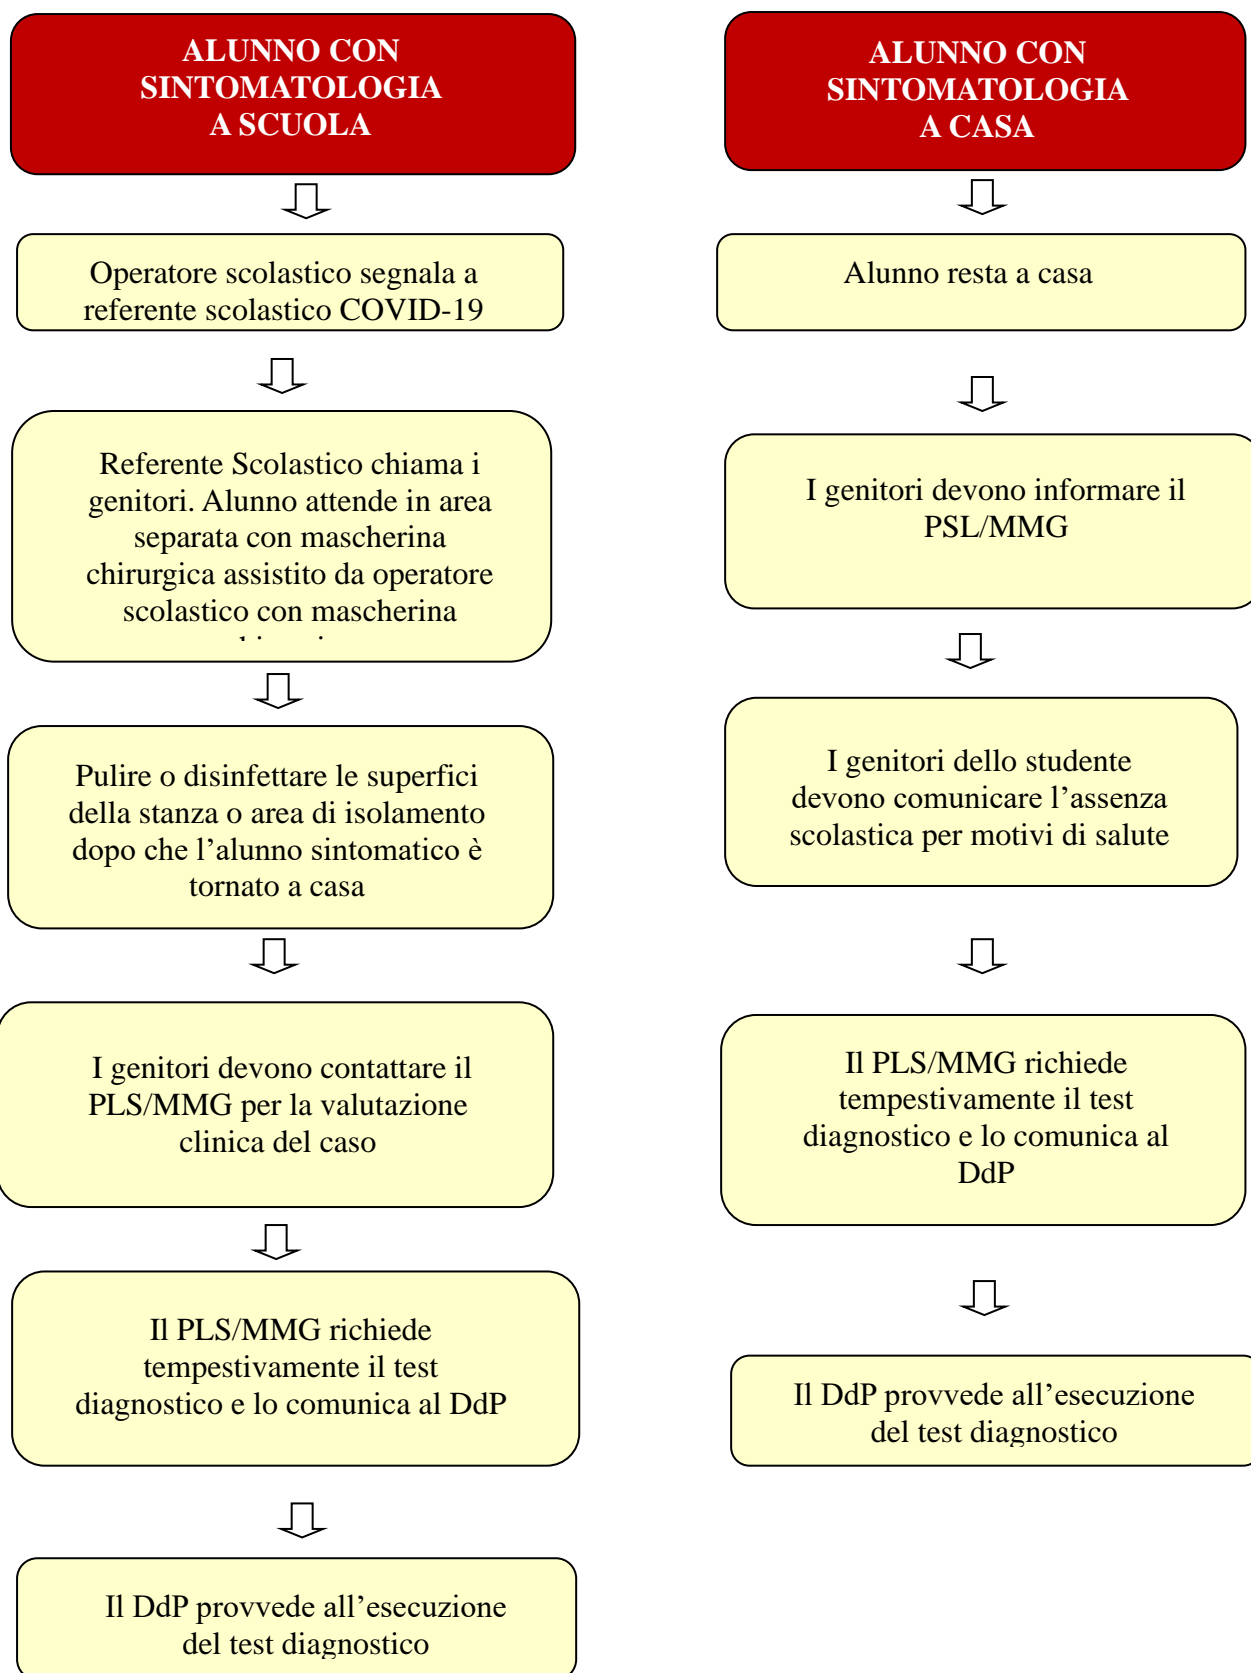 ALUNNO CON
SINTOMATOLOGIA
A SCUOLA
Operatore scolastico segnala a
referente scolastico COVID-19
Referente Scolastico chiama i
genitori. Alunno attende in area
separata con mascherina
chirurgica assistito da operatore
scolastico con mascherina
Pulire o disinfettare le superfici
della stanza o area di isolamento
dopo che l’alunno sintomatico è
tornato a casa
I genitori devono contattare il
PLS/MMG per la valutazione
clinica del caso
Il PLS/MMG richiede
tempestivamente il test
diagnostico e lo comunica al DdP
Il DdP provvede all’esecuzione
del test diagnostico
ALUNNO CON
SINTOMATOLOGIA
A CASA
Alunno resta a casa
I genitori devono informare il
PSL/MMG
I genitori dello studente
devono comunicare l’assenza
scolastica per motivi di salute
Il PLS/MMG richiede
tempestivamente il test
diagnostico e lo comunica al
DdP
Il DdP provvede all’esecuzione
del test diagnostico